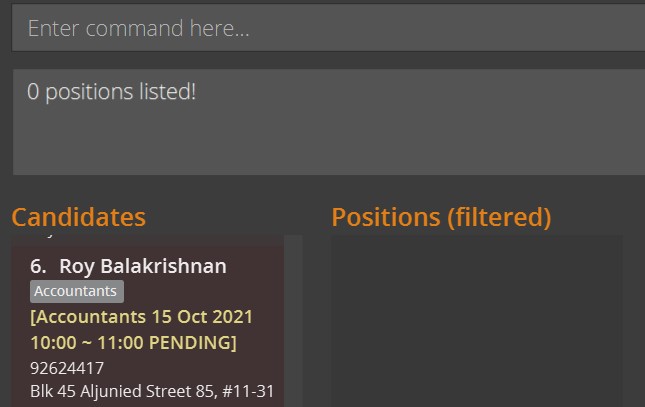 Enter command here...
0 positions listed!
Candidates
Positions (filtered)
6. Roy Balakrishnan
Accountants
[Accountants 15 Oct 2021
10:00 ~ 11:00 PENDING]
92624417
Blk 45 Aljunied Street 85, #11-31